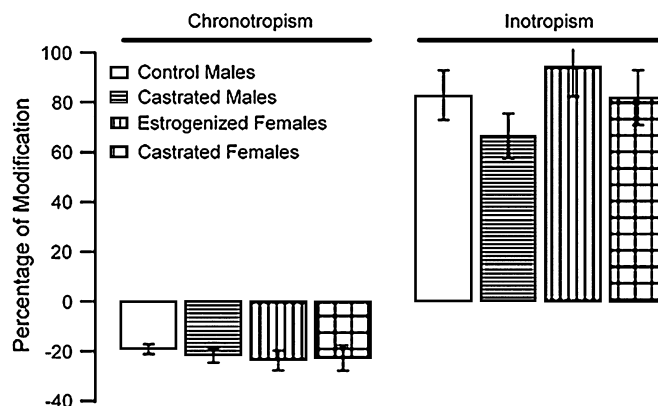 Chronotropism
Inotropism
Percentage of Modification
100
80
60
40
20
0
-20
-40
Control Males
Castrated Males
Estrogenized Females
Castrated Females